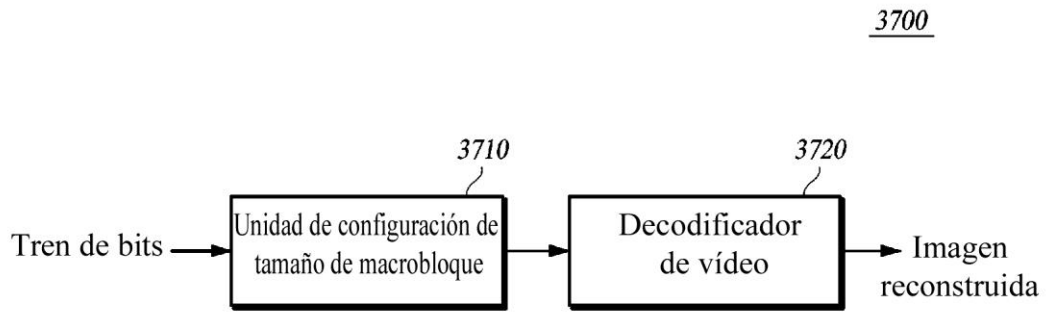 3700
3710
3720
Tren de bits
Unidad de configuración de
tamaño de macrobloque
Decodificador
de vídeo
Imagen
reconstruida